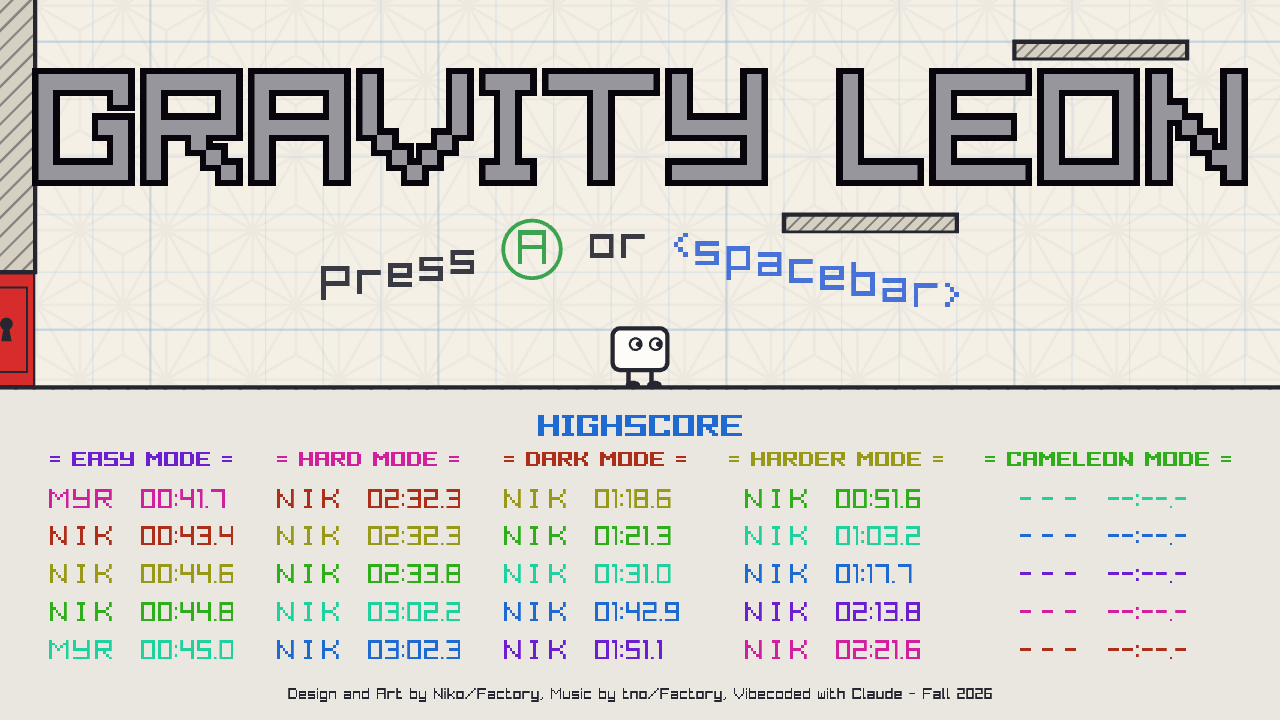 GRAVITY LEON
press A or <spacebar>
HIGHSCORE
= EASY MODE = = HARD MODE = = DARK MODE = = HARDER MODE = = CAMELEON MODE =
MYR 00:41.7 NIK 02:32.3 NIK 01:18.6 NIK 00:51.6 - - - --:--.-
NIK 00:43.4 NIK 02:32.3 NIK 01:21.3 NIK 01:03.2 - - - --:--.-
NIK 00:44.6 NIK 02:33.8 NIK 01:31.0 NIK 01:17.7 - - - --:--.-
NIK 00:44.8 NIK 03:02.2 NIK 01:42.9 NIK 02:13.8 - - - --:--.-
MYR 00:45.0 NIK 03:02.3 NIK 01:51.1 NIK 02:21.6 - - - --:--.-
Design and Art by Niko/Factory, Music by tno/Factory, Vibecoded with Claude - Fall 2026